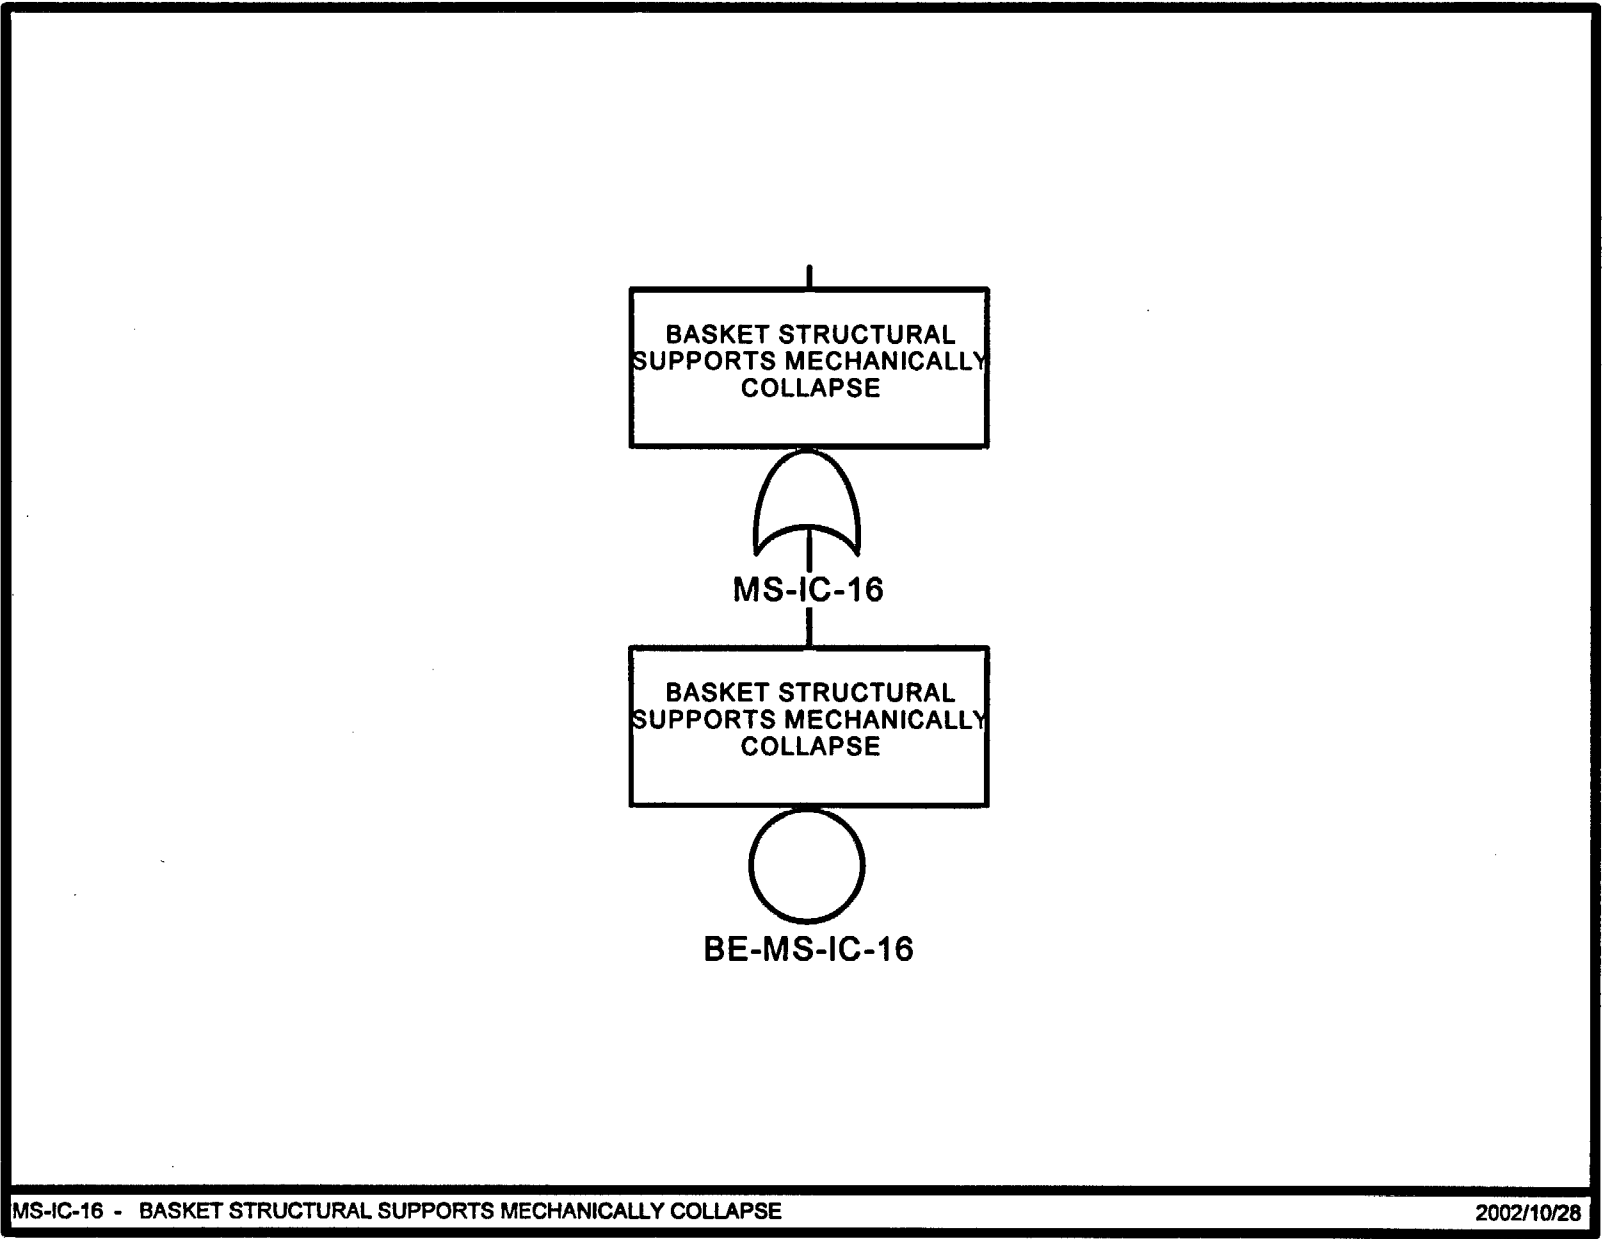 BASKET STRUCTURAL
SUPPORTS MECHANICALLY
COLLAPSE
MS-IC-16
BASKET STRUCTURAL
SUPPORTS MECHANICALLY
COLLAPSE
BE-MS-IC-16
MS-IC-16 - BASKET STRUCTURAL SUPPORTS MECHANICALLY COLLAPSE
2002/10/28